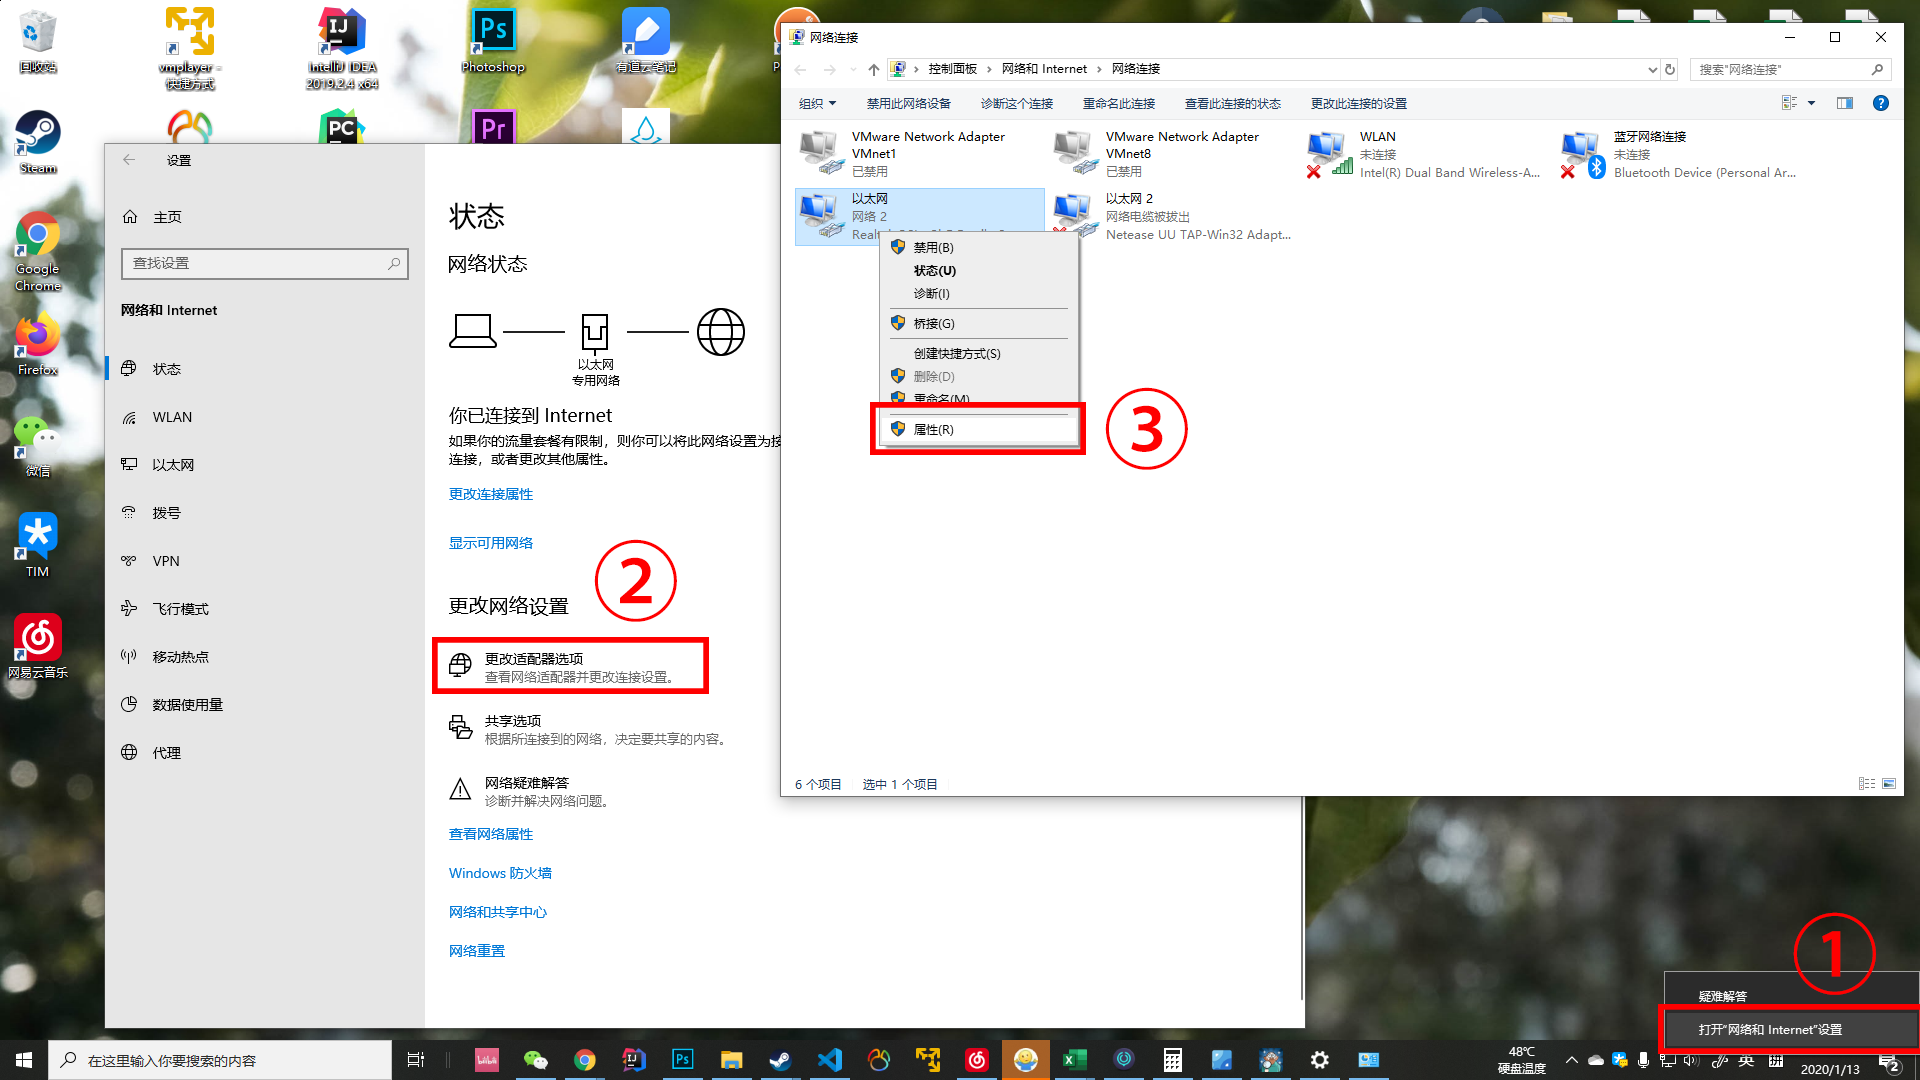 回收站
vmplayer -
快捷方式
IntelliJ IDEA
2019.2.4 x64
Photoshop
有道云笔记
Steam
Google
Chrome
Firefox
微信
TIM
网易云音乐
设置
主页
查找设置
网络和 Internet
状态
WLAN
以太网
拨号
VPN
飞行模式
移动热点
数据使用量
代理
状态
网络状态
以太网
专用网络
你已连接到 Internet
如果你的流量套餐有限制，则你可以将此网络设置为按
连接，或者更改其他属性。
更改连接属性
显示可用网络
更改网络设置
②
更改适配器选项
查看网络适配器并更改连接设置。
共享选项
根据所连接到的网络，决定要共享的内容。
网络疑难解答
诊断并解决网络问题。
查看网络属性
Windows 防火墙
网络和共享中心
网络重置
网络连接
控制面板 › 网络和 Internet › 网络连接
搜索"网络连接"
组织 禁用此网络设备 诊断这个连接 重命名此连接 查看此连接的状态 更改此连接的设置
VMware Network Adapter
VMnet1
已禁用
VMware Network Adapter
VMnet8
已禁用
WLAN
未连接
Intel(R) Dual Band Wireless-A...
蓝牙网络连接
未连接
Bluetooth Device (Personal Ar...
以太网
网络 2
以太网 2
网络电缆被拔出
Netease UU TAP-Win32 Adapt...
禁用(B)
状态(U)
诊断(I)
桥接(G)
创建快捷方式(S)
删除(D)
重命名(M)
属性(R)
③
6 个项目 选中 1 个项目
①
疑难解答
打开"网络和 Internet"设置
在这里输入你要搜索的内容
48℃
硬盘温度
英
拼
2020/1/13
2